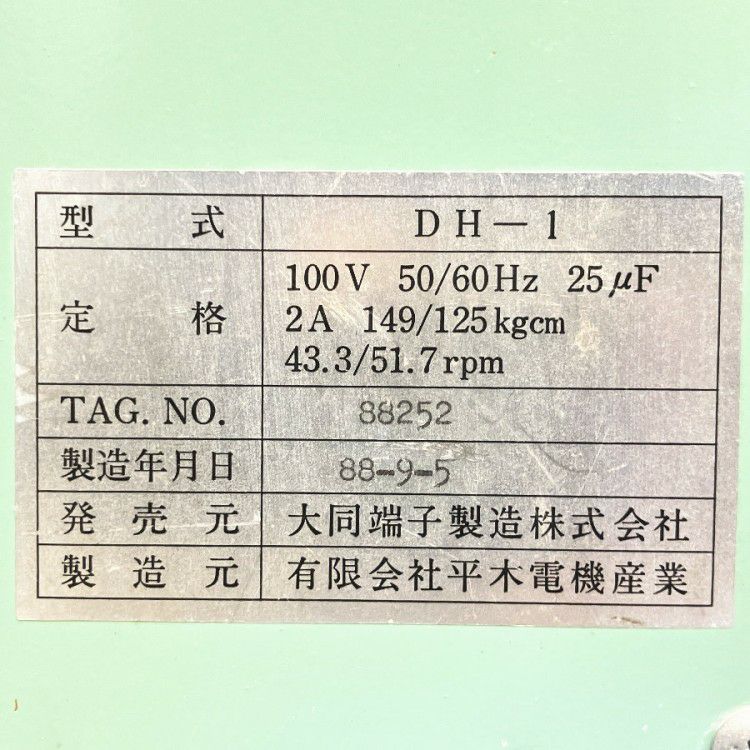 型式 DH-1
定格 100V 50/60Hz 25μF
2A 149/125kgcm
43.3/51.7rpm
TAG. NO. 88252
製造年月日 88-9-5
発売元 大同端子製造株式会社
製造元 有限会社平木電機産業